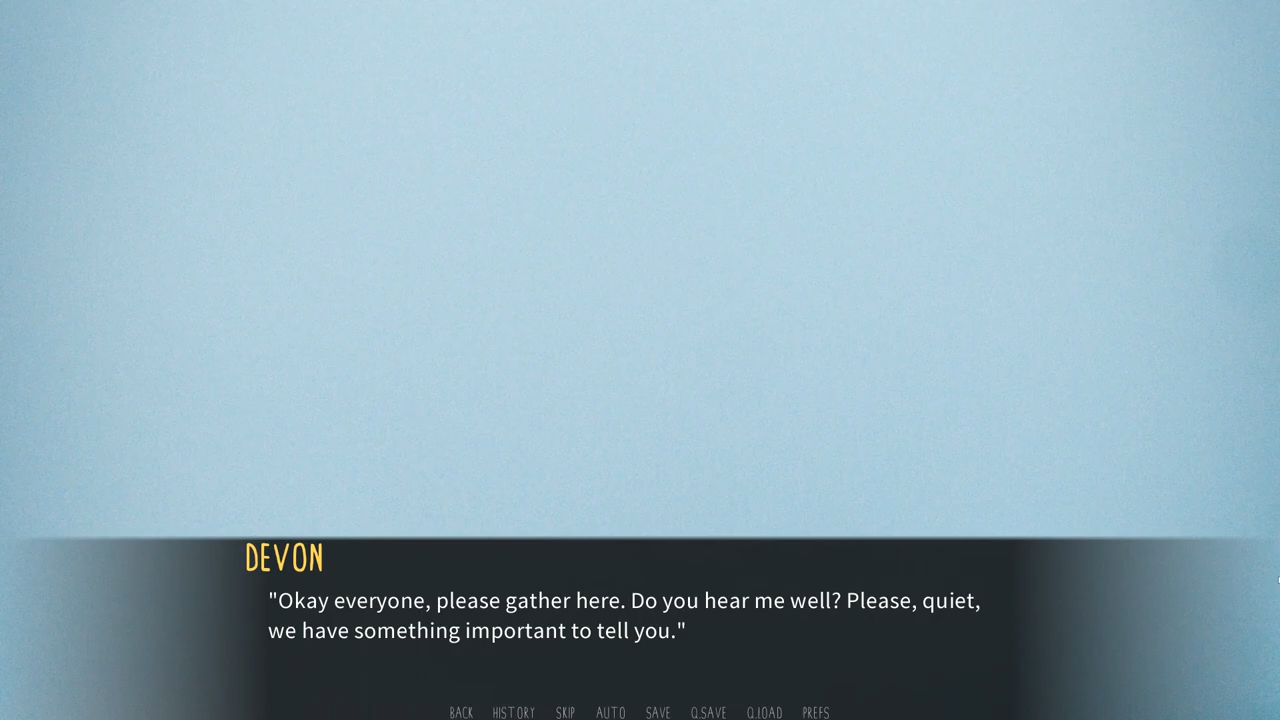 DEVON
"Okay everyone, please gather here. Do you hear me well? Please, quiet,
we have something important to tell you."
BACK HISTORY SKIP AUTO SAVE Q.SAVE Q.LOAD PREFS